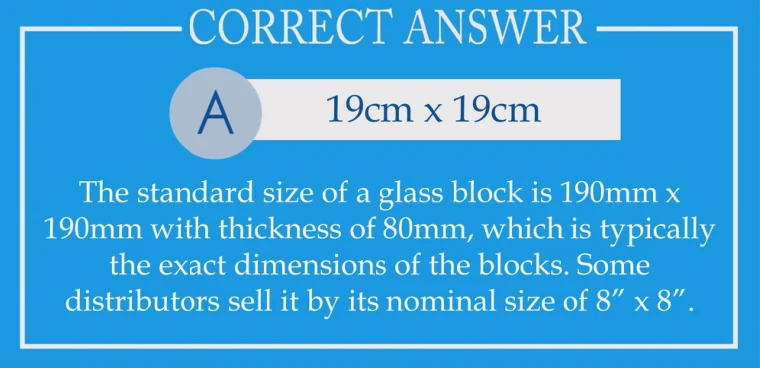 CORRECT ANSWER
A 19cm x 19cm
The standard size of a glass block is 190mm x
190mm with thickness of 80mm, which is typically
the exact dimensions of the blocks. Some
distributors sell it by its nominal size of 8” x 8”.